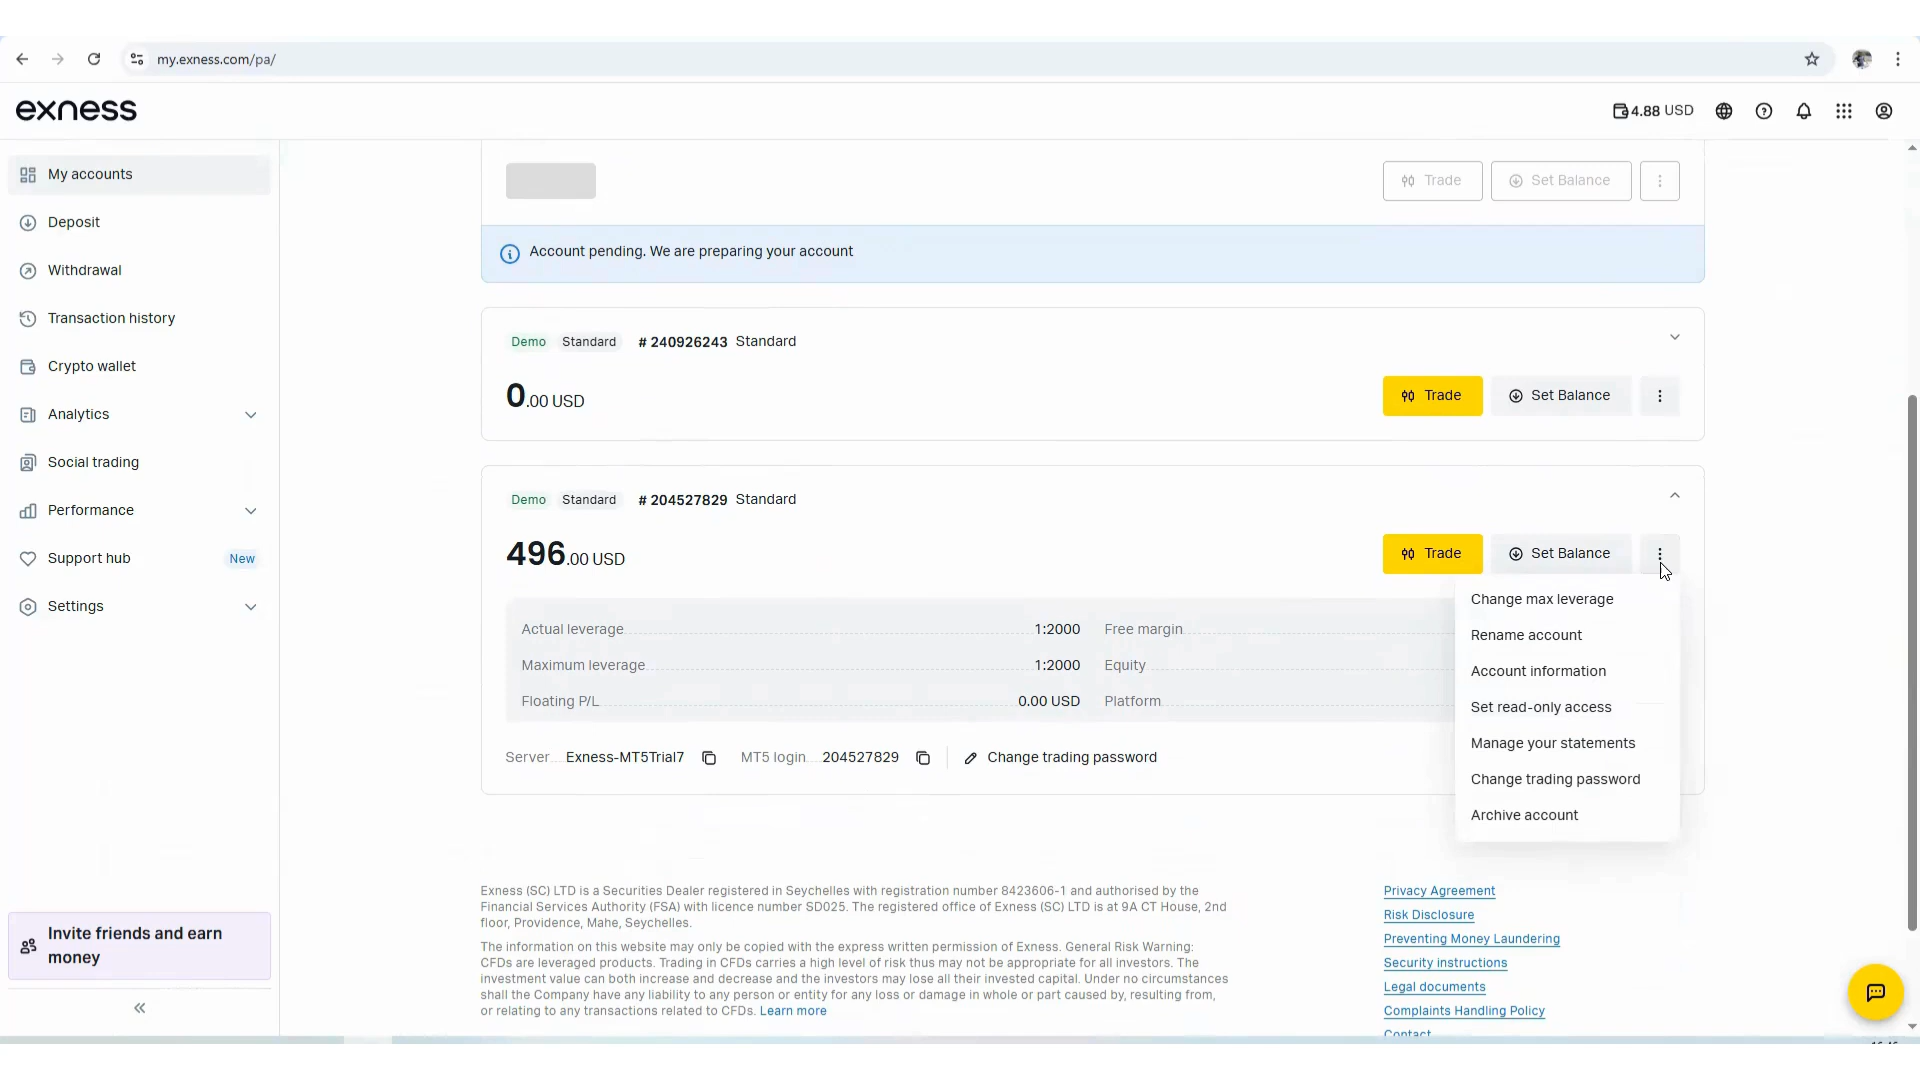 my.exness.com/pa/
exness
4.88 USD
My accounts
Deposit
Withdrawal
Transaction history
Crypto wallet
Analytics
Social trading
Performance
Support hub New
Settings
Invite friends and earn
money
Trade Set Balance
Account pending. We are preparing your account
Demo Standard # 240926243 Standard
0.00 USD
Trade Set Balance
Demo Standard # 204527829 Standard
496.00 USD
Trade Set Balance
Change max leverage
Rename account
Account information
Set read-only access
Manage your statements
Change trading password
Archive account
Actual leverage 1:2000 Free margin
Maximum leverage 1:2000 Equity
Floating P/L 0.00 USD Platform
Server Exness-MT5Trial7 MT5 login 204527829 Change trading password
Exness (SC) LTD is a Securities Dealer registered in Seychelles with registration number 8423606-1 and authorised by the
Financial Services Authority (FSA) with licence number SD025. The registered office of Exness (SC) LTD is at 9A CT House, 2nd
floor, Providence, Mahe, Seychelles.
The information on this website may only be copied with the express written permission of Exness. General Risk Warning:
CFDs are leveraged products. Trading in CFDs carries a high level of risk thus may not be appropriate for all investors. The
investment value can both increase and decrease and the investors may lose all their invested capital. Under no circumstances
shall the Company have any liability to any person or entity for any loss or damage in whole or part caused by, resulting from,
or relating to any transactions related to CFDs. Learn more
Privacy Agreement
Risk Disclosure
Preventing Money Laundering
Security instructions
Legal documents
Complaints Handling Policy
Contact